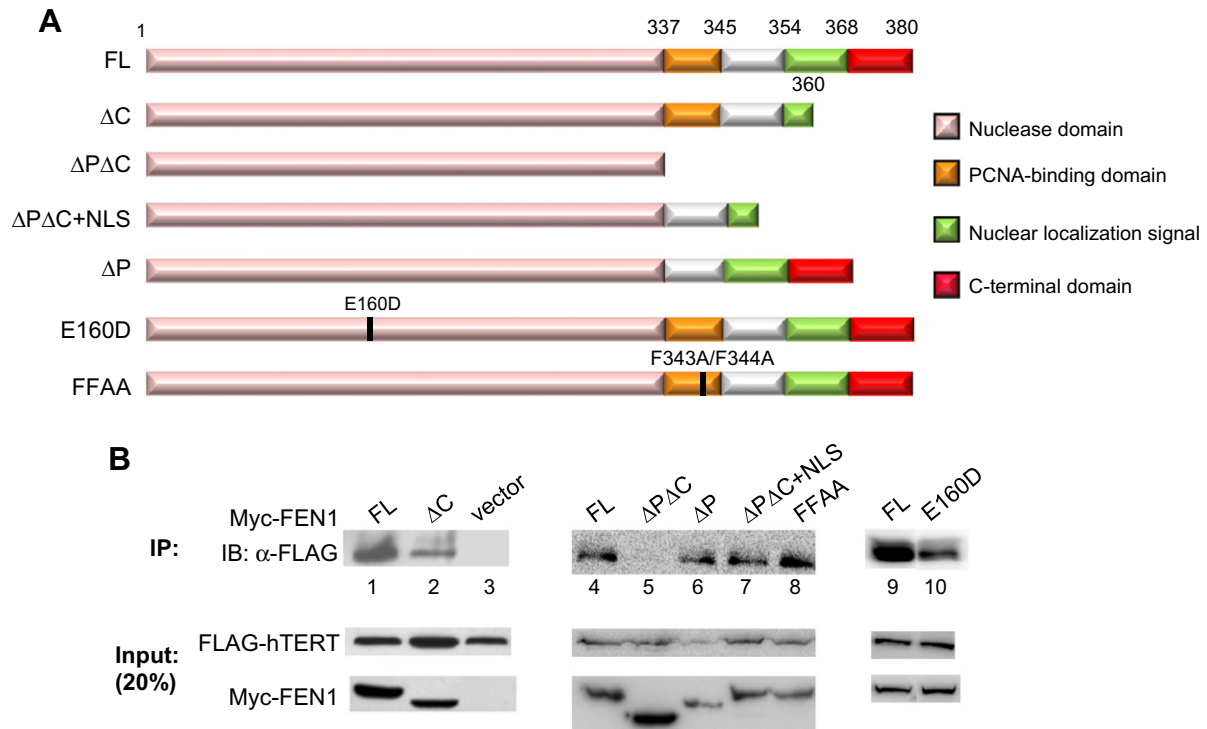 A
1 337 345 354 368 380
FL
360
ΔC
ΔPΔC
ΔPΔC+NLS
ΔP
E160D
E160D
F343A/F344A
FFAA
Nuclease domain
PCNA-binding domain
Nuclear localization signal
C-terminal domain
B
Myc-FEN1 FL ΔC vector FL ΔPΔC ΔP ΔPΔC+NLS FFAA FL E160D
IP: IB: α-FLAG
1 2 3 4 5 6 7 8 9 10
Input: (20%)
FLAG-hTERT
Myc-FEN1